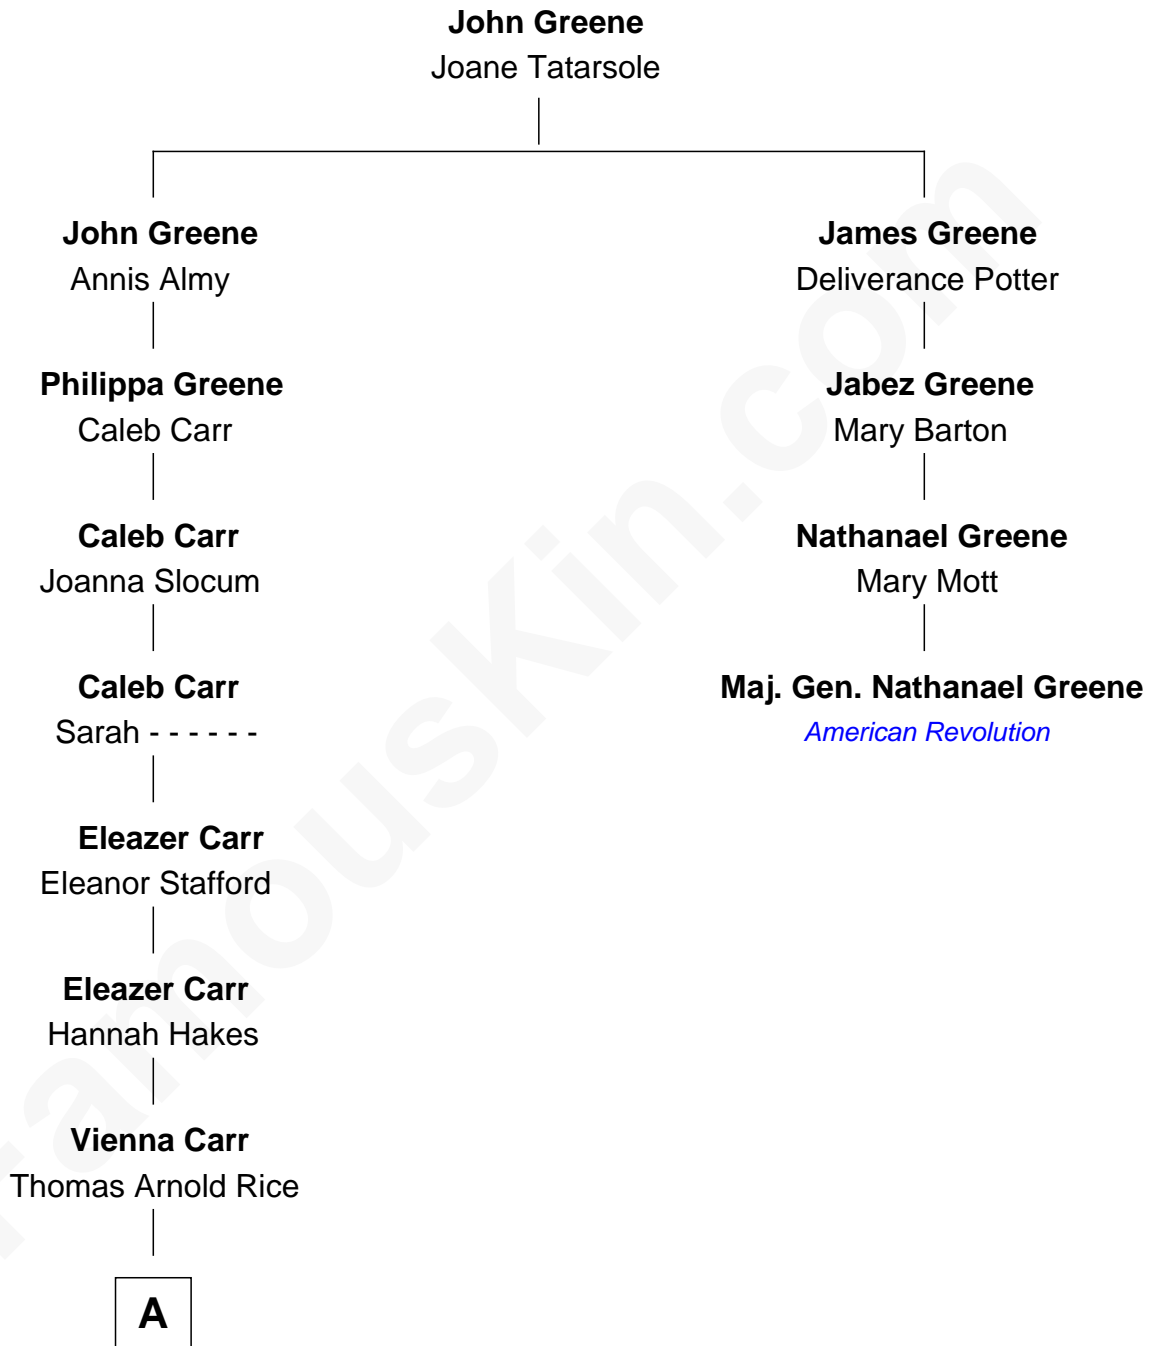 John Greene
Joane Tatarsole
John Greene
Annis Almy
James Greene
Deliverance Potter
Philippa Greene
Caleb Carr
Jabez Greene
Mary Barton
Caleb Carr
Joanna Slocum
Nathanael Greene
Mary Mott
Caleb Carr
Sarah - - - - - -
Maj. Gen. Nathanael Greene
American Revolution
Eleazer Carr
Eleanor Stafford
Eleazer Carr
Hannah Hakes
Vienna Carr
Thomas Arnold Rice
A
FamousKin.com